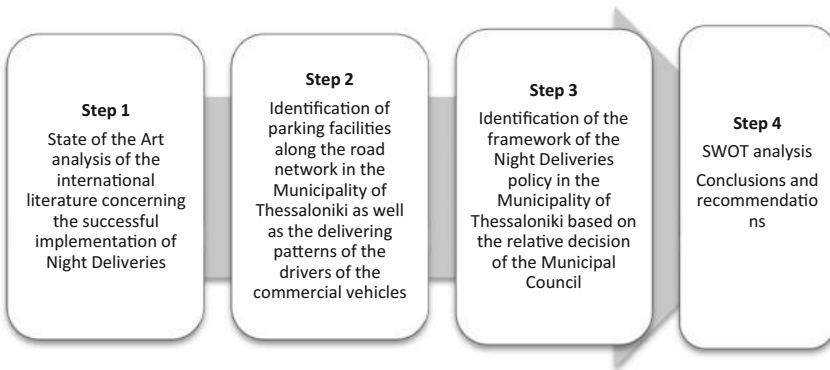 Step 1
State of the Art
analysis of the
international
literature concerning
the successful
implementation of
Night Deliveries
Step 2
Identification of
parking facilities
along the road
network in the
Municipality of
Thessaloniki as well
as the delivering
patterns of the
drivers of the
commercial vehicles
Step 3
Identification of the
framework of the
Night Deliveries
policy in the
Municipality of
Thessaloniki based on
the relative decision
of the Municipal
Council
Step 4
SWOT analysis
Conclusions and
recommendatio
ns